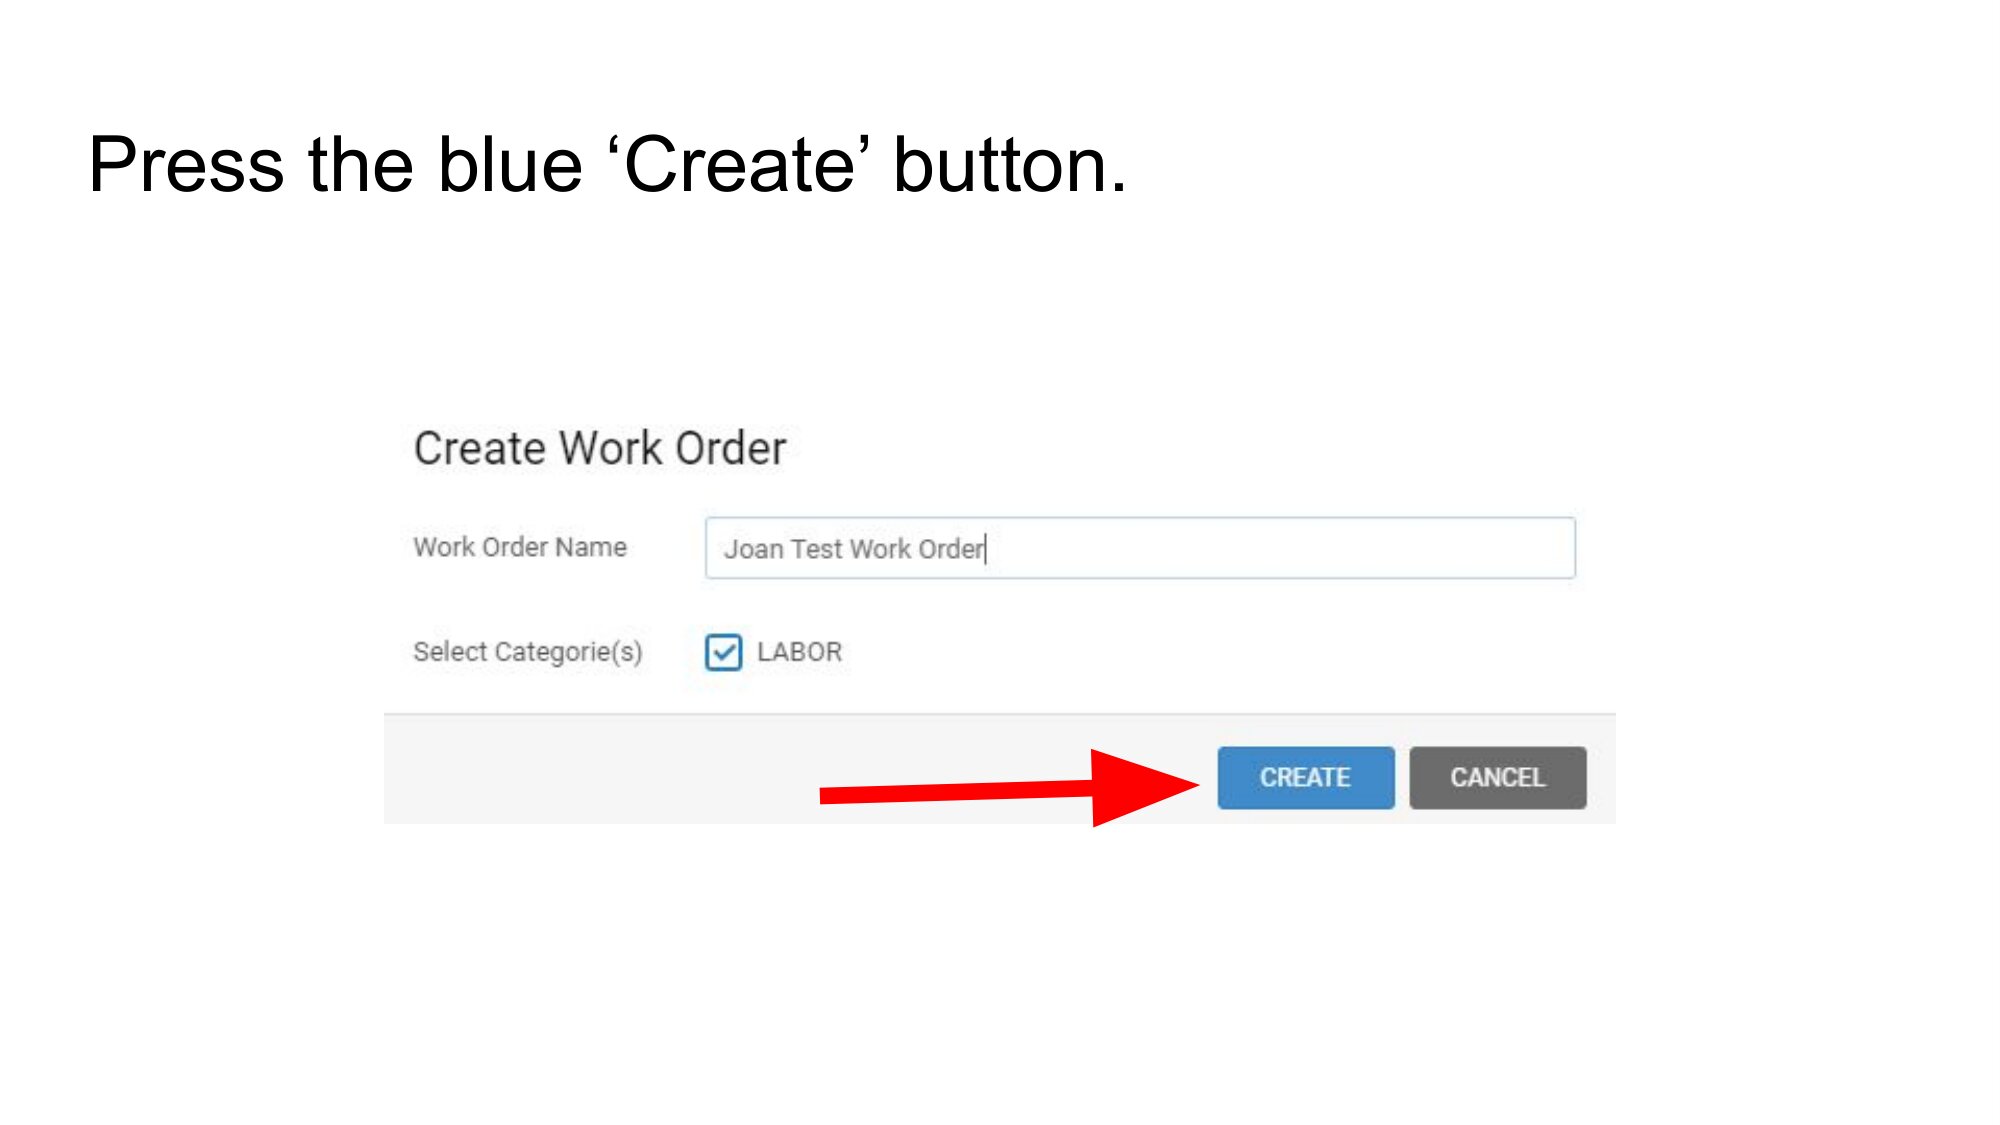 Press the blue ‘Create’ button.
Create Work Order
Work Order Name Joan Test Work Order
Select Categorie(s) LABOR
CREATE CANCEL